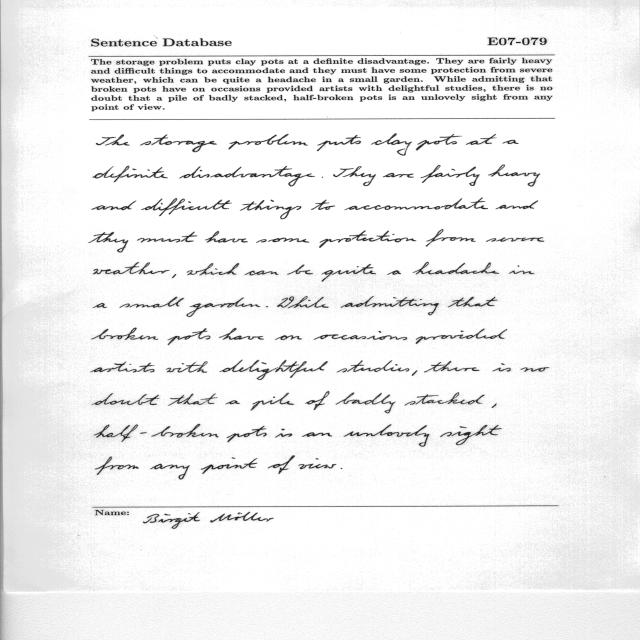 Sentence Database E07-079
The storage problem puts clay pots at a definite disadvantage. They are fairly heavy
and difficult things to accommodate and they must have some protection from severe
weather, which can be quite a headache in a small garden. While admitting that
broken pots have on occasions provided artists with delightful studies, there is no
doubt that a pile of badly stacked, half-broken pots is an unlovely sight from any
point of view.
The storage problem puts clay pots at a
definite disadvantage. They are fairly heavy
and difficult things to accommodate and
they must have some protection from severe
weather, which can be quite a headache in
a small garden. While admitting that
broken pots have on occasions provided
artists with delightful studies, there is no
doubt that a pile of badly stacked,
half-broken pots is an unlovely sight
from any point of view.
Name: Birgit Möller